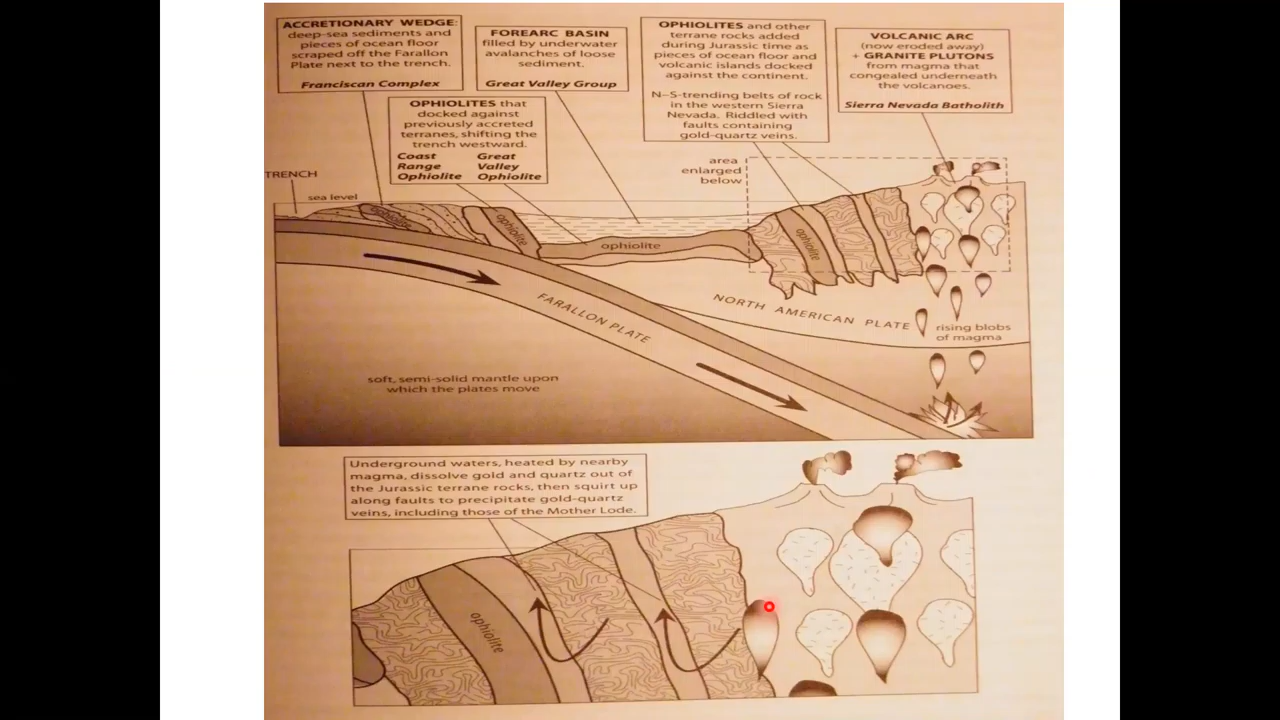 ACCRETIONARY WEDGE:
deep-sea sediments and
pieces of ocean floor
scraped off the Farallon
Plate next to the trench.
Franciscan Complex
FOREARC BASIN
filled by underwater
avalanches of loose
sediment.
Great Valley Group
OPHIOLITES and other
terrane rocks added
during Jurassic time as
pieces of ocean floor and
volcanic islands docked
against the continent.
N–S-trending belts of rock
in the western Sierra
Nevada. Riddled with
faults containing
gold-quartz veins.
VOLCANIC ARC
(now eroded away)
+ GRANITE PLUTONS
from magma that
congealed underneath
the volcanoes.
Sierra Nevada Batholith
OPHIOLITES that
docked against
previously accreted
terranes, shifting the
trench westward.
Coast Great
Range Valley
Ophiolite Ophiolite
area
enlarged
below
TRENCH
sea level
ophiolite
ophiolite
ophiolite
ophiolite
FARALLON PLATE
NORTH AMERICAN PLATE
rising blobs
of magma
soft, semi-solid mantle upon
which the plates move
Underground waters, heated by nearby
magma, dissolve gold and quartz out of
the Jurassic terrane rocks, then squirt up
along faults to precipitate gold-quartz
veins, including those of the Mother Lode.
ophiolite